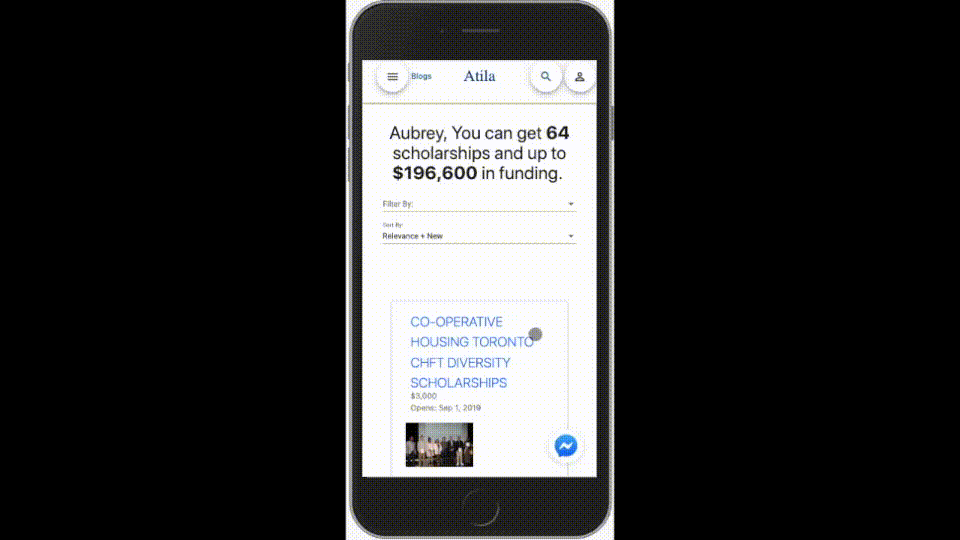 Blogs
Atila
Aubrey, You can get 64
scholarships and up to
$196,600 in funding.
Filter By:
Sort By:
Relevance + New
CO-OPERATIVE
HOUSING TORONTO
CHFT DIVERSITY
SCHOLARSHIPS
$3,000
Opens: Sep 1, 2019